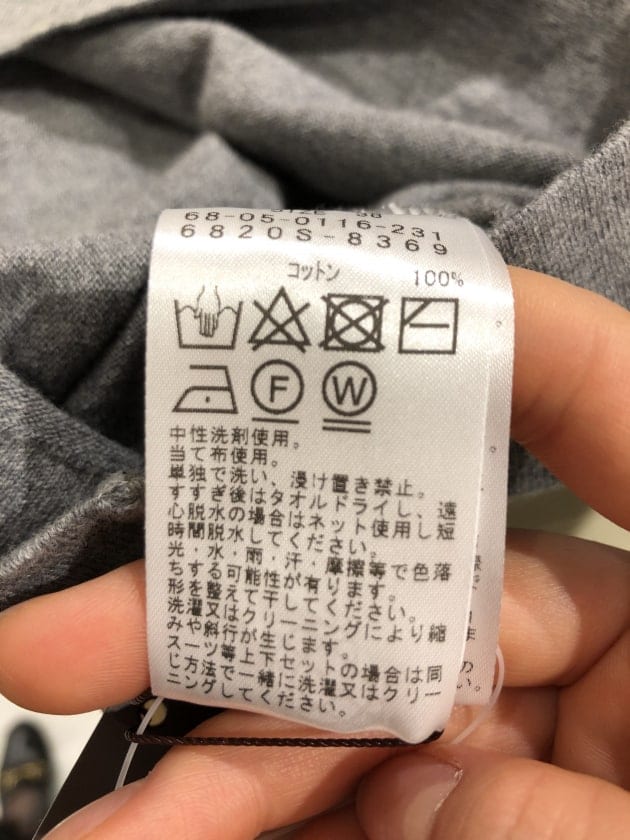 SIZE 38
68-05-0116-231
6820S-8369
コットン 100%
F W
中性洗剤使用。
当て布使用。
単独で洗い、浸け置き禁止。
すすぎ後はタオルドライし、遠
心脱水の場合はネット使用し短
時間脱水してください。
光・水・雨・汗・摩擦等で色落
ちする可能性が有ります。
形を整えて干してください。
洗濯又はクリーニングにより縮
みや斜行が生じます。
スーツ等上下セットの場合は同
じ方法で一緒に洗濯又はクリー
ニングしてください。